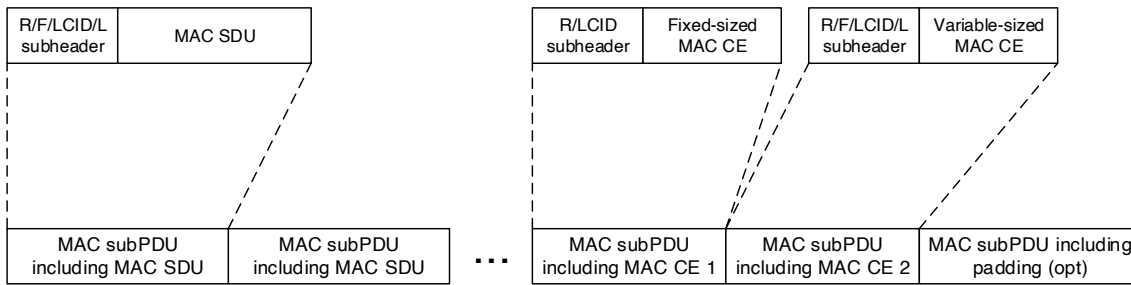 R/F/LCID/L
subheader
MAC SDU
R/LCID
subheader
Fixed-sized
MAC CE
R/F/LCID/L
subheader
Variable-sized
MAC CE
MAC subPDU
including MAC SDU
MAC subPDU
including MAC SDU
...
MAC subPDU
including MAC CE 1
MAC subPDU
including MAC CE 2
MAC subPDU including
padding (opt)